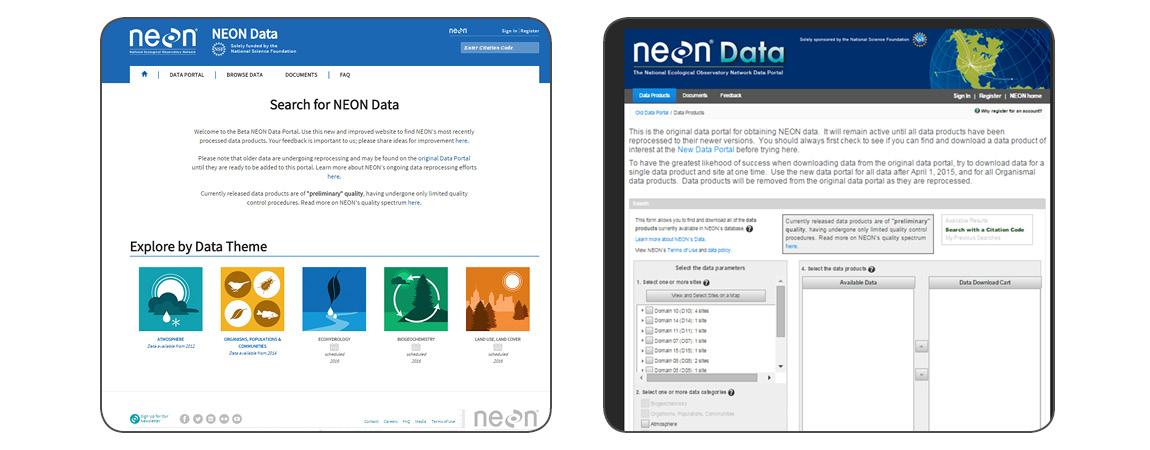 neon
National Ecological Observatory Network
NEON Data
Solely funded by the
National Science Foundation
neon
Sign In | Register
Enter Citation Code
DATA PORTAL | BROWSE DATA | DOCUMENTS | FAQ
Search for NEON Data
Welcome to the Beta NEON Data Portal. Use this new and improved website to find NEON's most recently
processed data products. Your feedback is important to us; please share ideas for improvement here.
Please note that older data are undergoing reprocessing and may be found on the original Data Portal
until they are ready to be added to this portal. Learn more about NEON's ongoing data reprocessing efforts
here.
Currently released data products are of "preliminary" quality, having undergone only limited quality
control procedures. Read more on NEON's quality spectrum here.
Explore by Data Theme
ATMOSPHERE
Data available from 2012
ORGANISMS, POPULATIONS &
COMMUNITIES
Data available from 2014
ECOHYDROLOGY
scheduled
2016
BIOGEOCHEMISTRY
scheduled
2016
LAND USE, LAND COVER
scheduled
2016
Sign up for Our
Newsletter
Contact Careers FAQ Media Terms of Use
neon
neon Data
The National Ecological Observatory Network Data Portal
Solely sponsored by the National Science Foundation
Data Products Documents Feedback
Sign In | Register | NEON home
Old Data Portal / Data Products
Why register for an account?
This is the original data portal for obtaining NEON data. It will remain active until all data products have been
reprocessed to their newer versions. You should always first check to see if you can find and download a data product of
interest at the New Data Portal before trying here.
To have the greatest likehood of success when downloading data from the original data portal, try to download data for a
single data product and site at one time. Use the new data portal for all data after April 1, 2015, and for all Organismal
data products. Data products will be removed from the original data portal as they are reprocessed.
Search
This form allows you to find and download all of the data
products currently available in NEON's database.
Learn more about NEON's Data.
View NEON's Terms of Use and data policy.
Currently released data products are of "preliminary"
quality, having undergone only limited quality control
procedures. Read more on NEON's quality spectrum
here.
Available Results
Search with a Citation Code
My Previous Searches
Select the data parameters
1. Select one or more sites
View and Select Sites on a Map
Domain 10 (D10): 4 sites
Domain 14 (D14): 1 site
Domain 11 (D11): 1 site
Domain 07 (D07): 1 site
Domain 15 (D15): 1 site
Domain 08 (D08): 2 sites
2. Select one or more data categories
Biogeochemistry
Organisms, Populations, Communities
Atmosphere
4. Select the data products
Available Data
Data Download Cart